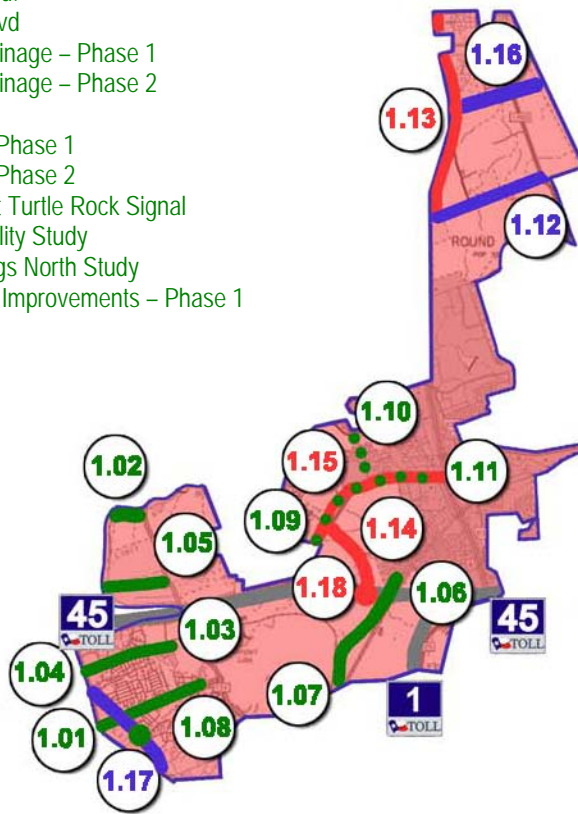 vd
inage – Phase 1
inage – Phase 2
Phase 1
Phase 2
t Turtle Rock Signal
lity Study
gs North Study
Improvements – Phase 1
1.16
1.13
1.12
ROUND
1.10
1.15
1.11
1.02
1.09
1.05
1.14
1.18
1.06
45
TOLL
1.03
45
TOLL
1.04
1.07
1
TOLL
1.01
1.08
1.17